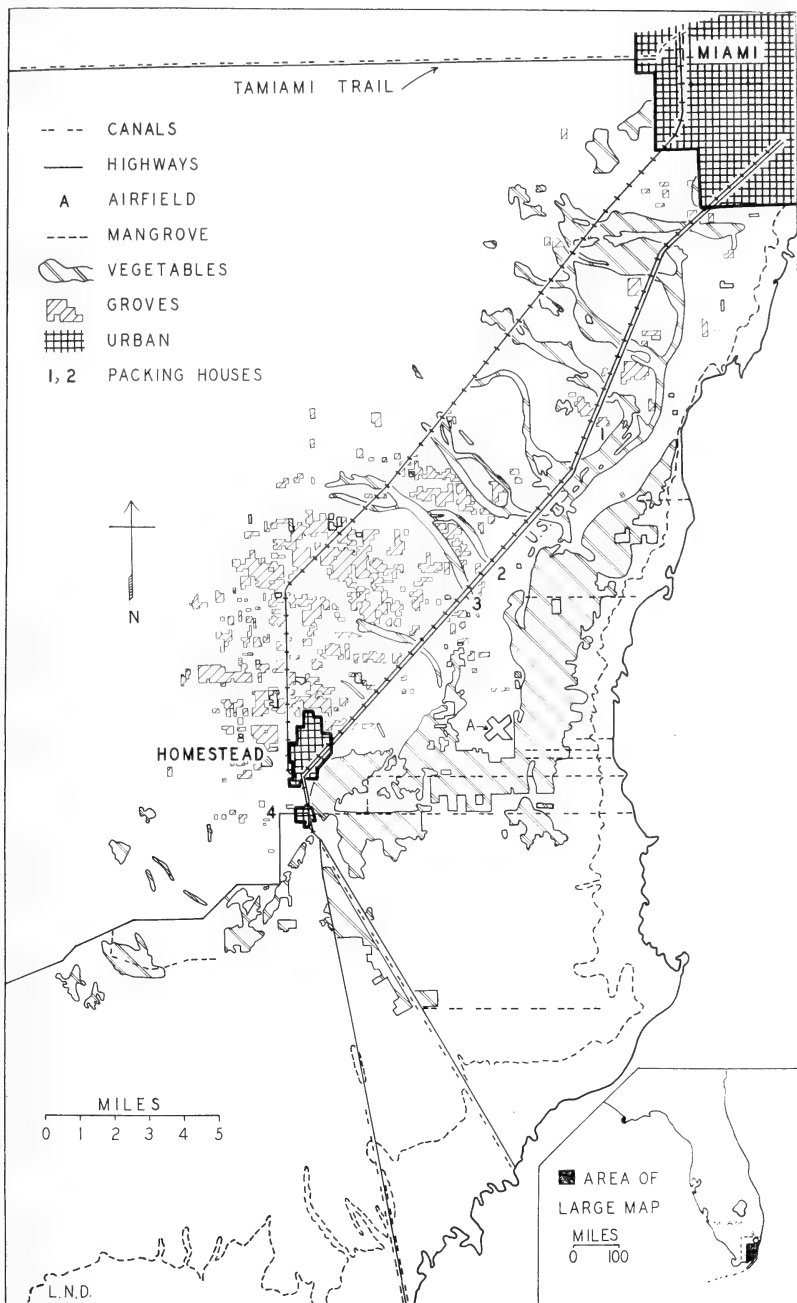 MIAMI
TAMIAMI TRAIL
CANALS
HIGHWAYS
A AIRFIELD
MANGROVE
VEGETABLES
GROVES
URBAN
1, 2 PACKING HOUSES
N
1
U.S.
2
3
A
HOMESTEAD
4
MILES
0 1 2 3 4 5
AREA OF
LARGE MAP
MILES
0 100
L.N.D.